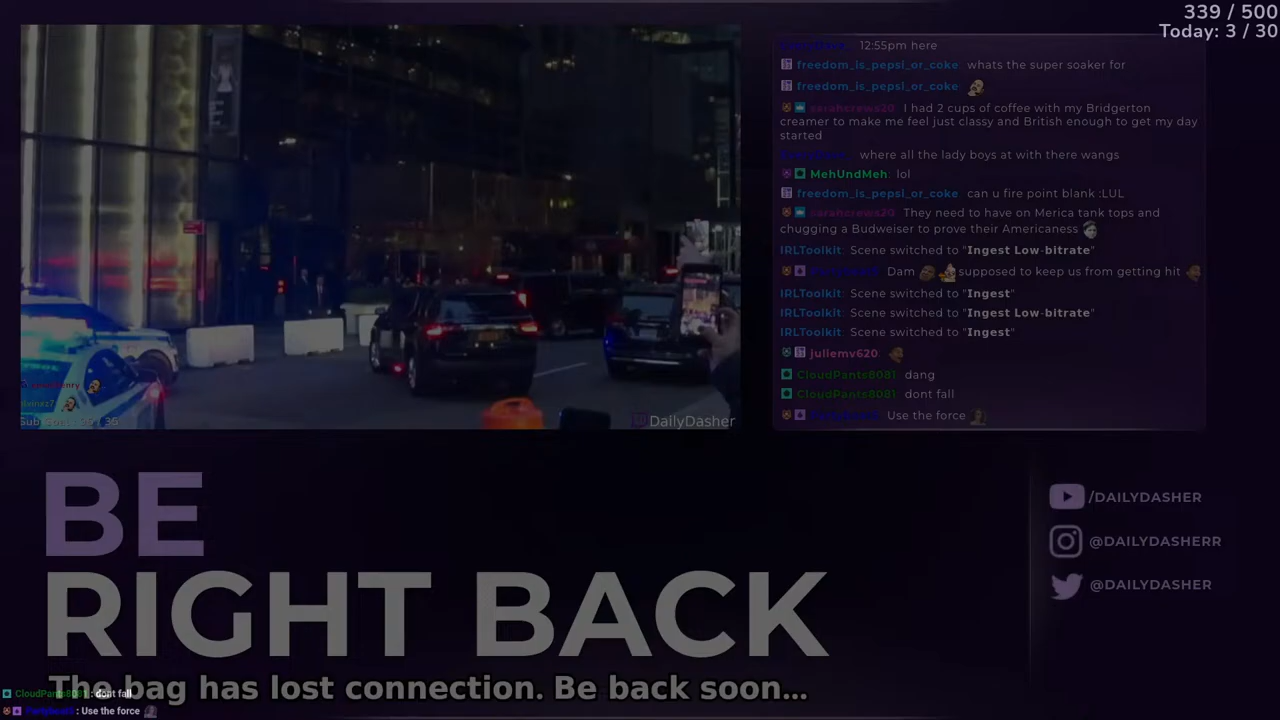 339 / 500
Today: 3 / 30
12:55pm here
freedom_is_pepsi_or_coke: whats the super soaker for
freedom_is_pepsi_or_coke:
sarahcrews20 I had 2 cups of coffee with my Bridgerton
creamer to make me feel just classy and British enough to get my day
started
where all the lady boys at with there wangs
MehUndMeh: lol
freedom_is_pepsi_or_coke: can u fire point blank :LUL
sarahcrews20 They need to have on Merica tank tops and
chugging a Budweiser to prove their Americaness
IRLToolkit: Scene switched to "Ingest Low-bitrate"
Dam supposed to keep us from getting hit
IRLToolkit: Scene switched to "Ingest"
IRLToolkit: Scene switched to "Ingest Low-bitrate"
IRLToolkit: Scene switched to "Ingest"
juliemv620:
CloudPants8081: dang
CloudPants8081: dont fall
Use the force
DailyDasher
BE
RIGHT BACK
The bag has lost connection. Be back soon...
/DAILYDASHER
@DAILYDASHERR
@DAILYDASHER
CloudPants8081 : dont fall
: Use the force